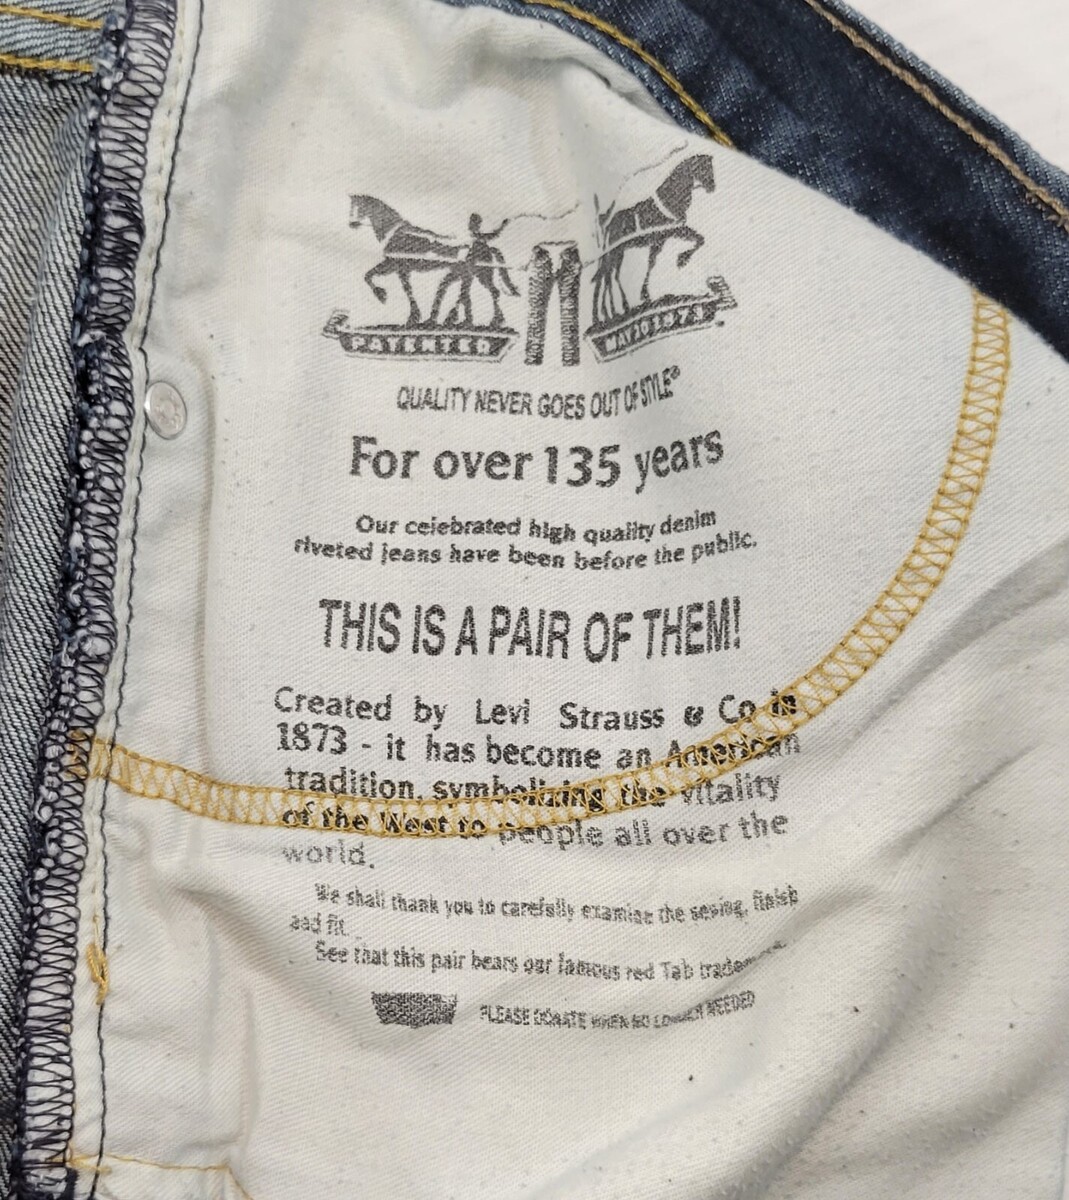 PATENTED
MAY 20 1873
QUALITY NEVER GOES OUT OF STYLE®
For over 135 years
Our celebrated high quality denim
riveted jeans have been before the public.
THIS IS A PAIR OF THEM!
Created by Levi Strauss & Co in
1873 - it has become an American
tradition, symbolizing the vitality
of the West to people all over the
world.
We shall thank you to carefully examine the sewing, finish
and fit.
See that this pair bears our famous red Tab
PLEASE DONATE WHEN NO LONGER NEEDED